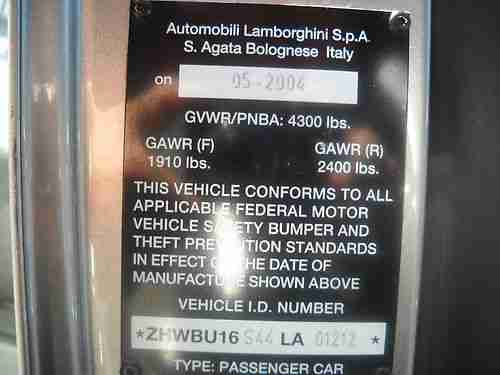 Automobili Lamborghini S.p.A.
S. Agata Bolognese Italy
on 05-2004
GVWR/PNBA: 4300 lbs.
GAWR (F) GAWR (R)
1910 lbs. 2400 lbs.
THIS VEHICLE CONFORMS TO ALL
APPLICABLE FEDERAL MOTOR
VEHICLE SAFETY BUMPER AND
THEFT PREVENTION STANDARDS
IN EFFECT ON THE DATE OF
MANUFACTURE SHOWN ABOVE
VEHICLE I.D. NUMBER
*ZHWBU16 S44 LA 01212 *
TYPE: PASSENGER CAR